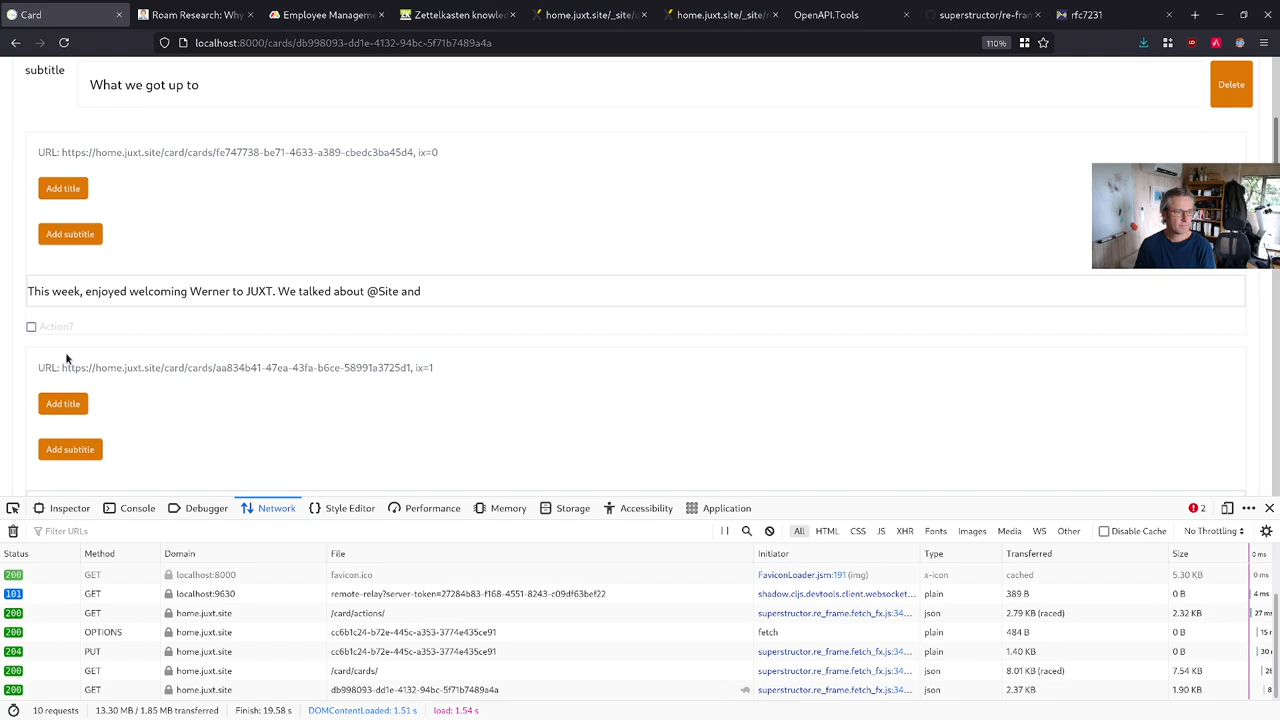 Card
Roam Research: Why
Employee Manageme
Zettelkasten knowled
home.juxt.site/_site/u
home.juxt.site/_site/r
OpenAPI.Tools
superstructor/re-fram
rfc7231
localhost:8000/cards/db998093-dd1e-4132-94bc-5f71b7489a4a
110%
subtitle
What we got up to
Delete
URL: https://home.juxt.site/card/cards/fe747738-be71-4633-a389-cbedc3ba45d4, ix=0
Add title
Add subtitle
This week, enjoyed welcoming Werner to JUXT. We talked about @Site and
Action?
URL: https://home.juxt.site/card/cards/aa834b41-47ea-43fa-b6ce-58991a3725d1, ix=1
Add title
Add subtitle
Inspector Console Debugger Network Style Editor Performance Memory Storage Accessibility Application 2
Filter URLs All HTML CSS JS XHR Fonts Images Media WS Other Disable Cache No Throttling
Status Method Domain File Initiator Type Transferred Size 0 ms
200 GET localhost:8000 favicon.ico FaviconLoader.jsm:191 (img) x-icon cached 5.30 KB 0 ms
101 GET localhost:9630 remote-relay?server-token=27284b83-f168-4551-8243-c09df63bef22 shadow.cljs.devtools.client.websocket... plain 389 B 0 B 4 ms
200 GET home.juxt.site /card/actions/ superstructor.re_frame.fetch_fx.js:34... json 2.79 KB (raced) 2.32 KB 27 ms
200 OPTIONS home.juxt.site cc6b1c24-b72e-445c-a353-3774e435ce91 fetch plain 484 B 0 B 15
204 PUT home.juxt.site cc6b1c24-b72e-445c-a353-3774e435ce91 superstructor.re_frame.fetch_fx.js:34... plain 1.40 KB 0 B 30
200 GET home.juxt.site /card/cards/ superstructor.re_frame.fetch_fx.js:34... json 8.01 KB (raced) 7.54 KB
200 GET home.juxt.site db998093-dd1e-4132-94bc-5f71b7489a4a superstructor.re_frame.fetch_fx.js:34... json 2.37 KB 1.90 KB
10 requests 13.30 MB / 1.85 MB transferred Finish: 19.58 s DOMContentLoaded: 1.51 s load: 1.54 s